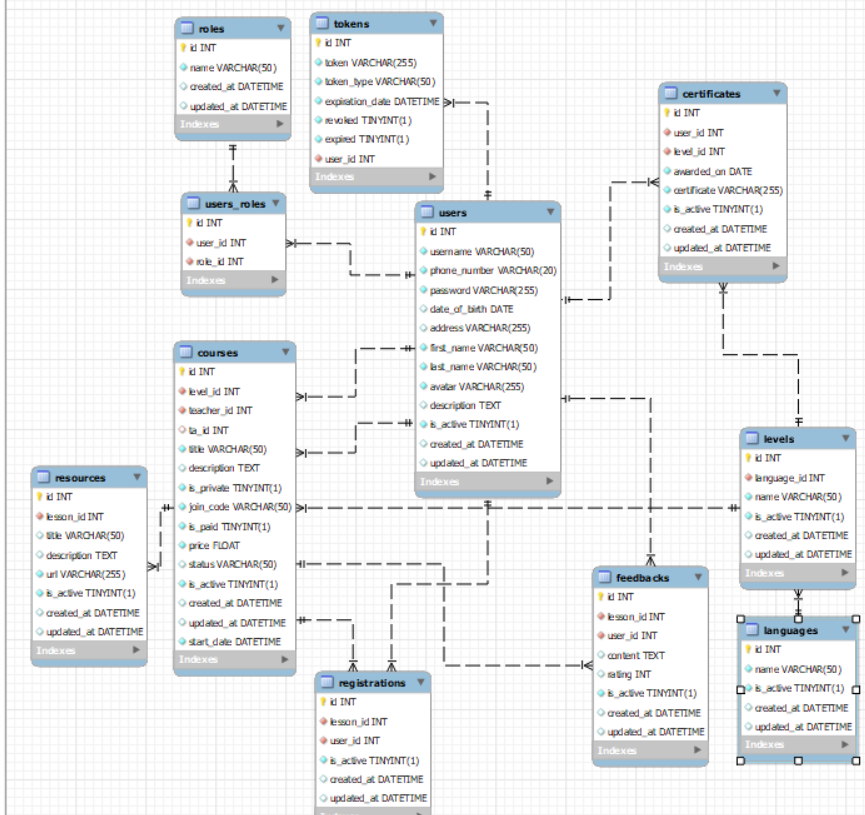 roles
id INT
name VARCHAR(50)
created_at DATETIME
updated_at DATETIME
Indexes
tokens
id INT
token VARCHAR(255)
token_type VARCHAR(50)
expiration_date DATETIME
revoked TINYINT(1)
expired TINYINT(1)
user_id INT
Indexes
certificates
id INT
user_id INT
level_id INT
awarded_on DATE
certificate VARCHAR(255)
is_active TINYINT(1)
created_at DATETIME
updated_at DATETIME
Indexes
users_roles
id INT
user_id INT
role_id INT
Indexes
users
id INT
username VARCHAR(50)
phone_number VARCHAR(20)
password VARCHAR(255)
date_of_birth DATE
address VARCHAR(255)
first_name VARCHAR(50)
last_name VARCHAR(50)
avatar VARCHAR(255)
description TEXT
is_active TINYINT(1)
created_at DATETIME
updated_at DATETIME
Indexes
courses
id INT
level_id INT
teacher_id INT
ta_id INT
title VARCHAR(50)
description TEXT
is_private TINYINT(1)
join_code VARCHAR(50)
is_paid TINYINT(1)
price FLOAT
status VARCHAR(50)
is_active TINYINT(1)
created_at DATETIME
updated_at DATETIME
start_date DATETIME
Indexes
resources
id INT
lesson_id INT
title VARCHAR(50)
description TEXT
url VARCHAR(255)
is_active TINYINT(1)
created_at DATETIME
updated_at DATETIME
Indexes
levels
id INT
language_id INT
name VARCHAR(50)
is_active TINYINT(1)
created_at DATETIME
updated_at DATETIME
Indexes
feedbacks
id INT
lesson_id INT
user_id INT
content TEXT
rating INT
is_active TINYINT(1)
created_at DATETIME
updated_at DATETIME
Indexes
languages
id INT
name VARCHAR(50)
is_active TINYINT(1)
created_at DATETIME
updated_at DATETIME
Indexes
registrations
id INT
lesson_id INT
user_id INT
is_active TINYINT(1)
created_at DATETIME
updated_at DATETIME